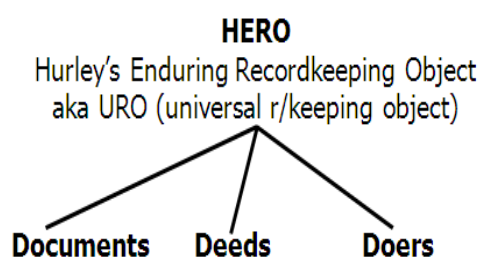 HERO
Hurley's Enduring Recordkeeping Object
aka URO (universal r/keeping object)
Documents Deeds Doers